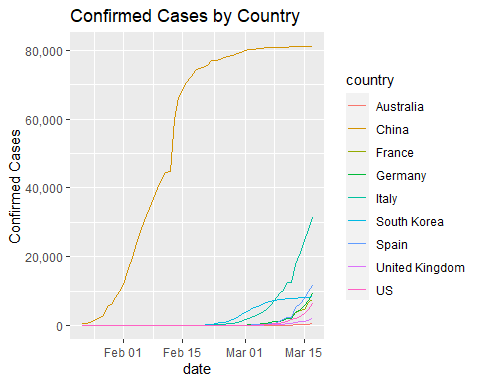 Confirmed Cases by Country
80,000
60,000
40,000
20,000
0
Confirmed Cases
Feb 01 Feb 15 Mar 01 Mar 15
date
country
Australia
China
France
Germany
Italy
South Korea
Spain
United Kingdom
US